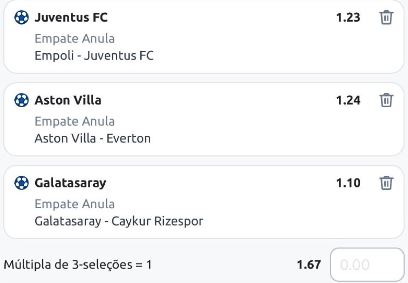 Juventus FC 1.23
Empate Anula
Empoli - Juventus FC
Aston Villa 1.24
Empate Anula
Aston Villa - Everton
Galatasaray 1.10
Empate Anula
Galatasaray - Caykur Rizespor
Múltipla de 3-seleções = 1 1.67 0.00